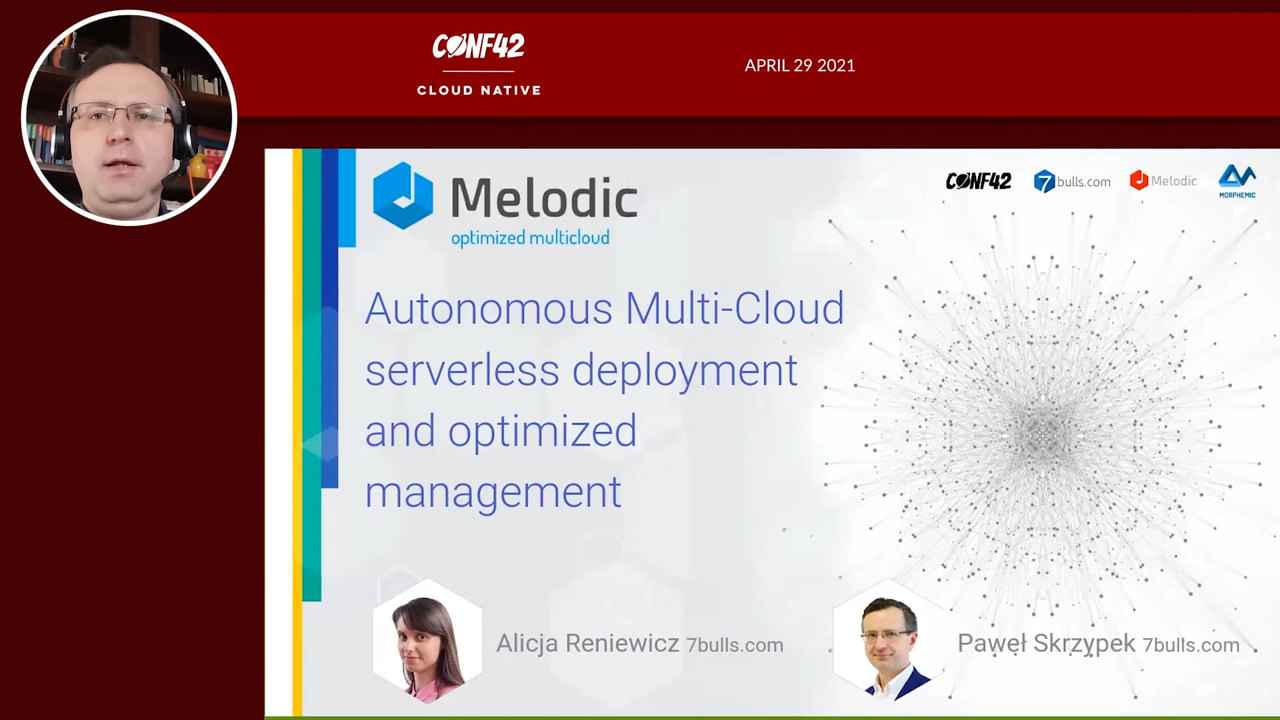 CONF42
CLOUD NATIVE
APRIL 29 2021
Melodic
optimized multicloud
CONF42
7bulls.com
Melodic
MORPHEMIC
Autonomous Multi-Cloud
serverless deployment
and optimized
management
Alicja Reniewicz 7bulls.com
Paweł Skrzypek 7bulls.com